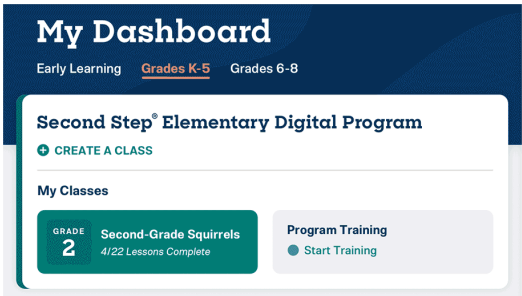 My Dashboard
Early Learning Grades K-5 Grades 6-8
Second Step® Elementary Digital Program
CREATE A CLASS
My Classes
GRADE
2
Second-Grade Squirrels
4/22 Lessons Complete
Program Training
Start Training